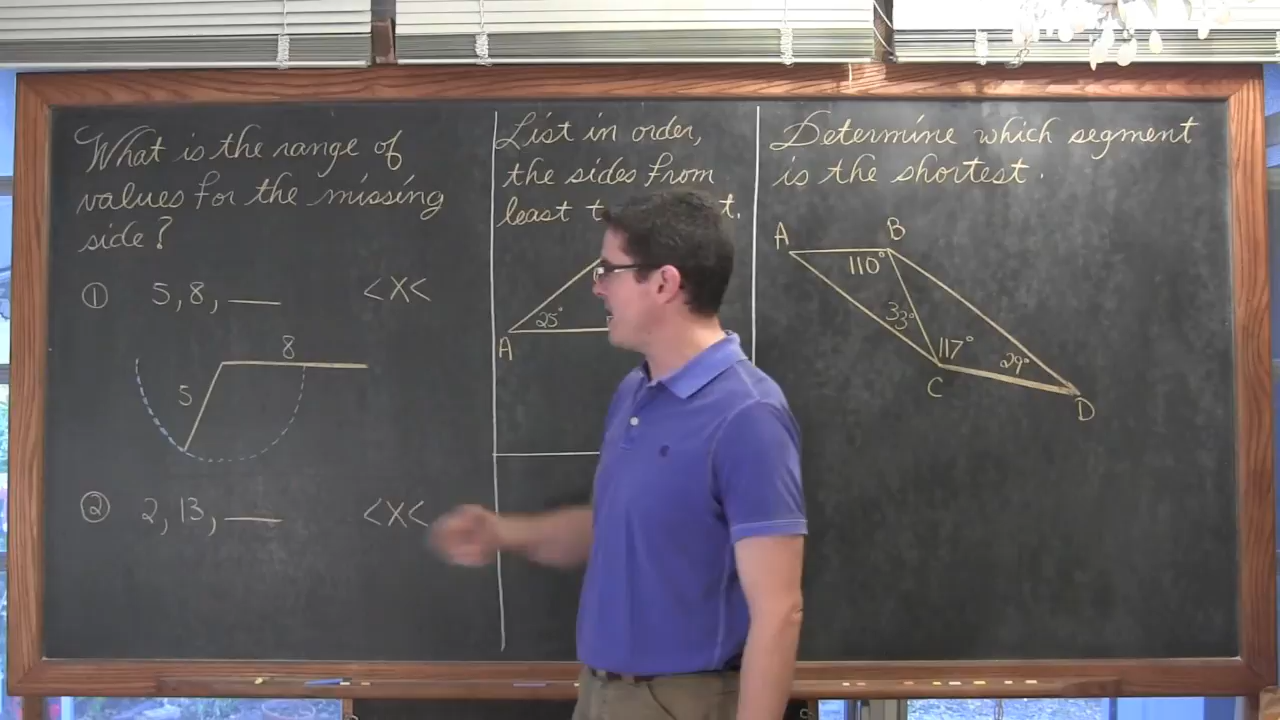 What is the range of
values for the missing
side?
① 5, 8, ___ <X<
8
5
② 2, 13, ___ <X<
List in order,
the sides from
least
25°
A
Determine which segment
is the shortest.
A B
110°
33°
117°
29°
C
D